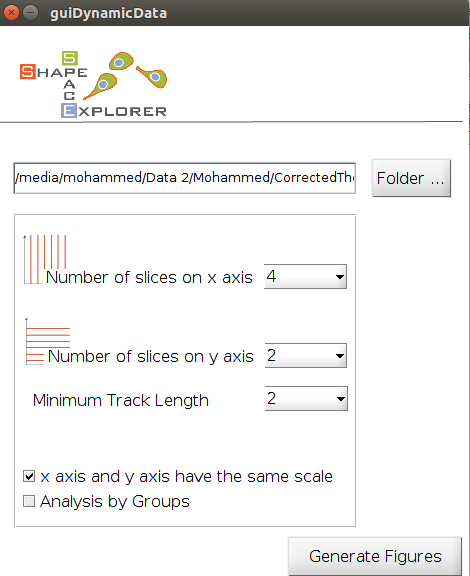 guiDynamicData
SHAPE
SPACE
EXPLORER
/media/mohammed/Data 2/Mohammed/CorrectedThe
Folder ...
Number of slices on x axis 4
Number of slices on y axis 2
Minimum Track Length 2
x axis and y axis have the same scale
Analysis by Groups
Generate Figures